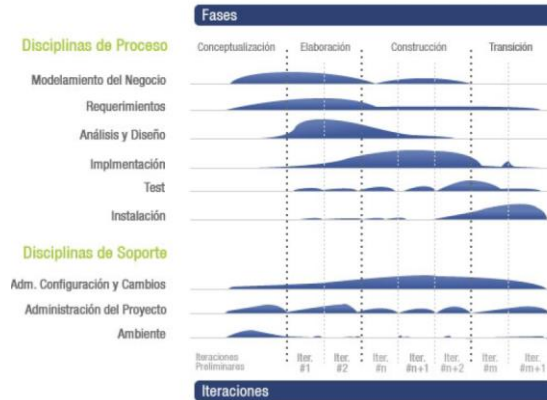 Fases
Disciplinas de Proceso
Conceptualización Elaboración Construcción Transición
Modelamiento del Negocio
Requerimientos
Análisis y Diseño
Implmentación
Test
Instalación
Disciplinas de Soporte
Adm. Configuración y Cambios
Administración del Proyecto
Ambiente
Iteraciones Preliminares
Iter. #1
Iter. #2
Iter. #n
Iter. #n+1
Iter. #n+2
Iter. #m
Iter. #m+1
Iteraciones